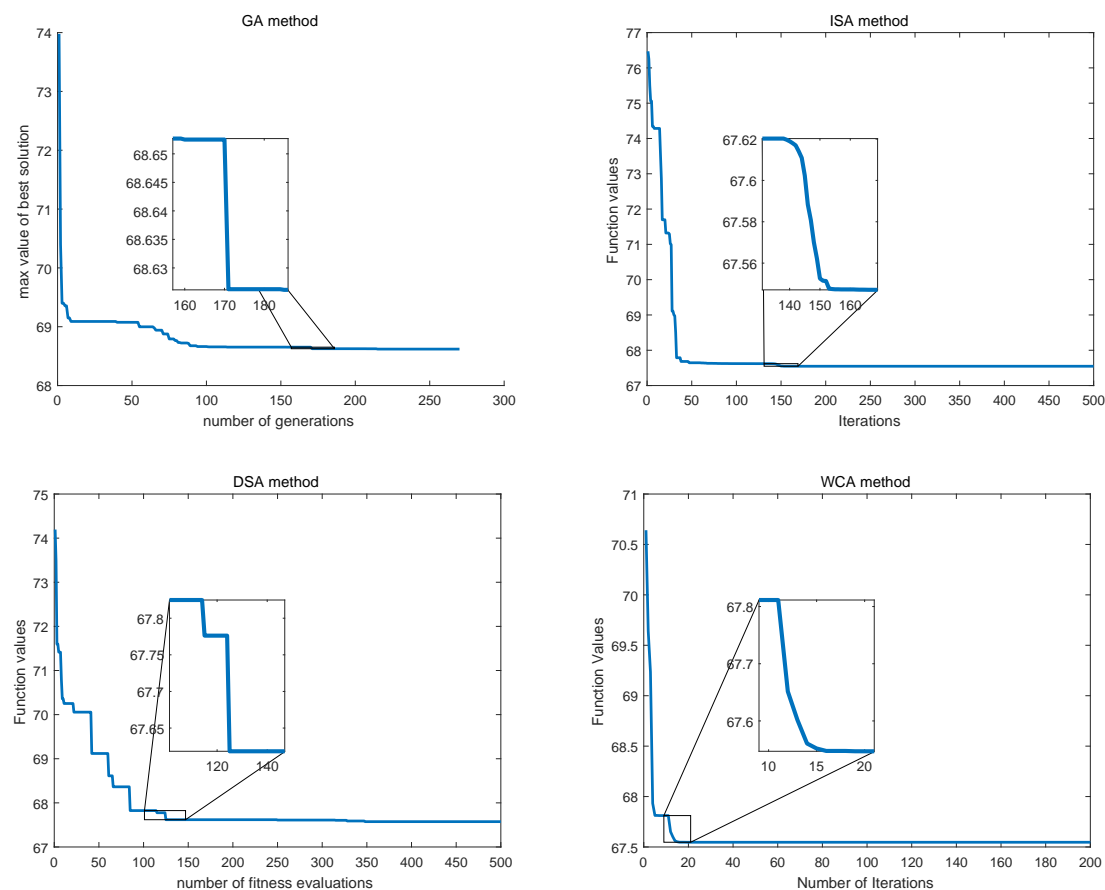 GA method
max value of best solution
74
73
72
71
70
69
68
0 50 100 150 200 250 300
number of generations
68.65
68.645
68.64
68.635
68.63
160 170 180
ISA method
Function values
77
76
75
74
73
72
71
70
69
68
67
0 50 100 150 200 250 300 350 400 450 500
Iterations
67.62
67.6
67.58
67.56
140 150 160
DSA method
Function values
75
74
73
72
71
70
69
68
67
0 50 100 150 200 250 300 350 400 450 500
number of fitness evaluations
67.8
67.75
67.7
67.65
120 140
WCA method
Function Values
71
70.5
70
69.5
69
68.5
68
67.5
0 20 40 60 80 100 120 140 160 180 200
Number of Iterations
67.8
67.7
67.6
10 15 20